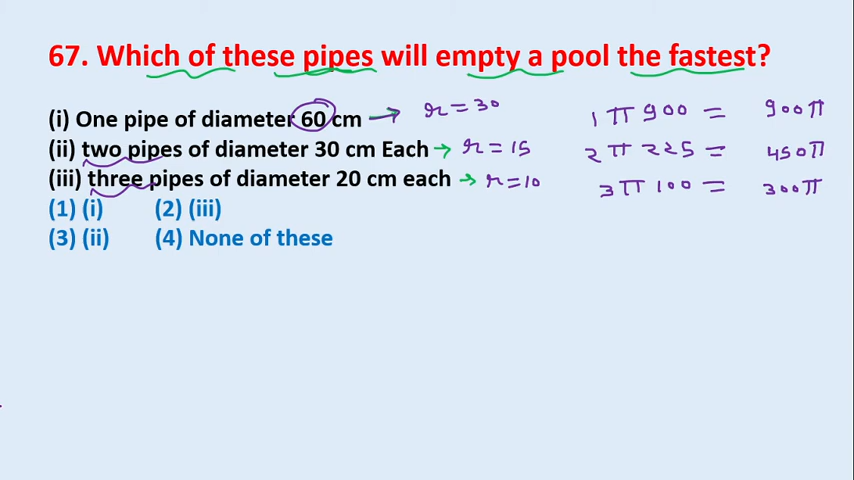 67. Which of these pipes will empty a pool the fastest?
(i) One pipe of diameter 60 cm → r = 30 1 π 900 = 900π
(ii) two pipes of diameter 30 cm Each → r = 15 2 π 225 = 450π
(iii) three pipes of diameter 20 cm each → r = 10 3 π 100 = 300π
(1) (i) (2) (iii)
(3) (ii) (4) None of these